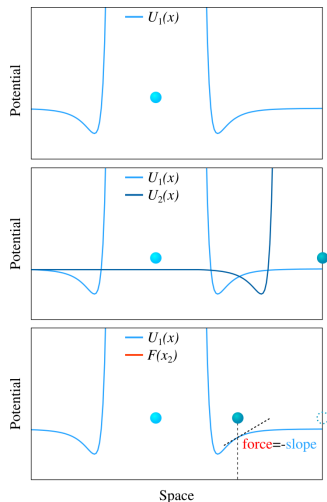 U₁(x)
Potential
U₁(x)
U₂(x)
Potential
U₁(x)
F(x₂)
Potential
force=-slope
Space